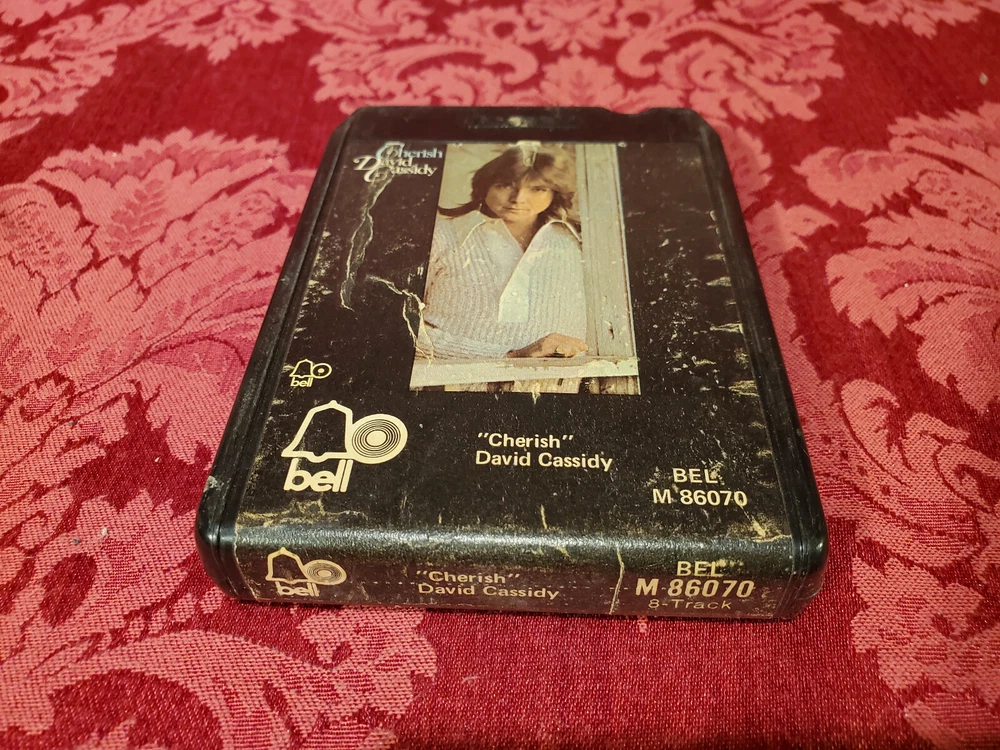 Cherish
David
Cassidy
bell
bell
"Cherish"
David Cassidy
BEL
M 86070
bell
"Cherish"
David Cassidy
BEL
M 86070
8-Track